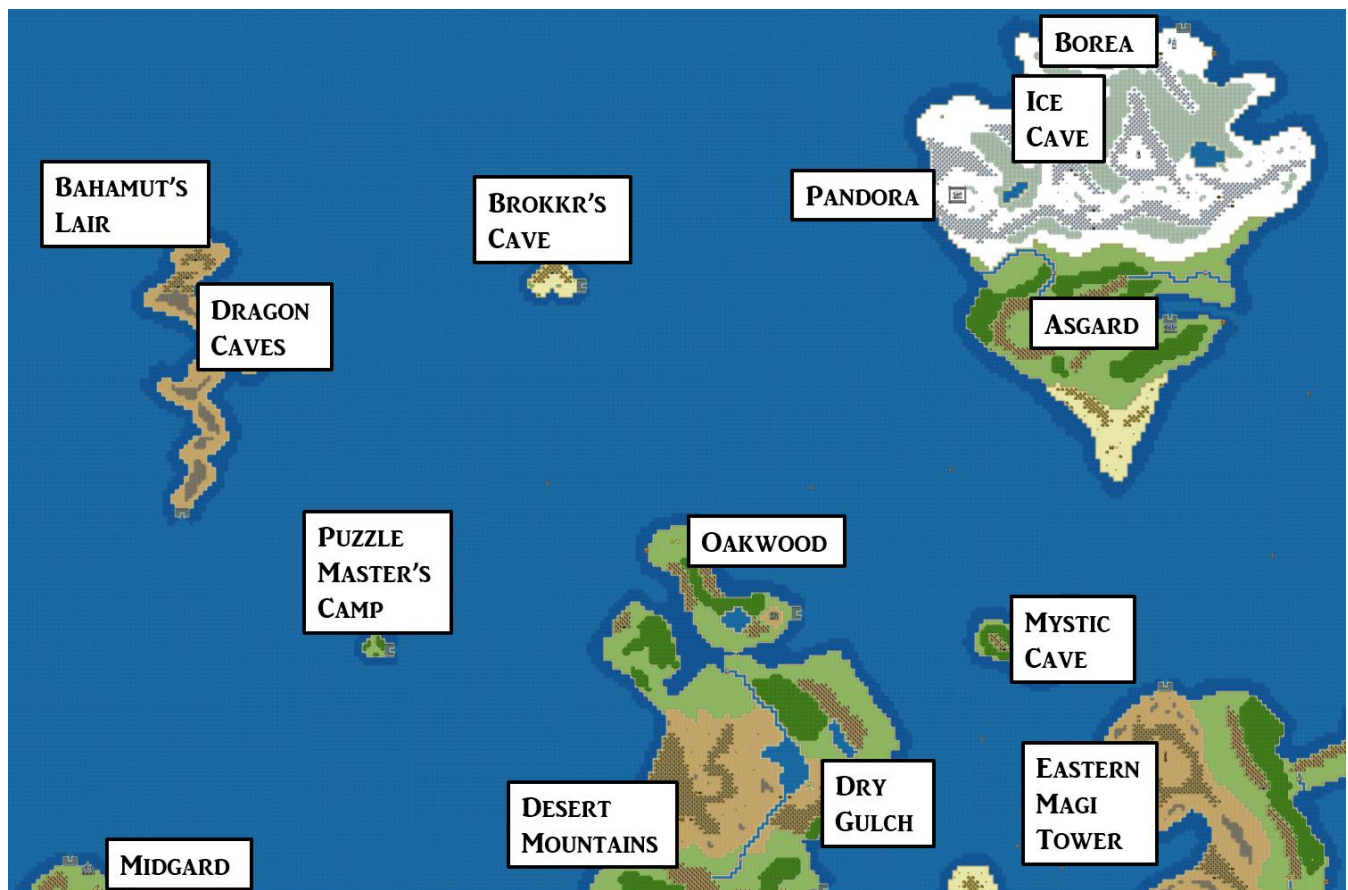 BOREA
ICE
CAVE
BAHAMUT'S
LAIR
BROKKR'S
CAVE
PANDORA
DRAGON
CAVES
ASGARD
PUZZLE
MASTER'S
CAMP
OAKWOOD
MYSTIC
CAVE
EASTERN
MAGI
TOWER
DRY
GULCH
DESERT
MOUNTAINS
MIDGARD